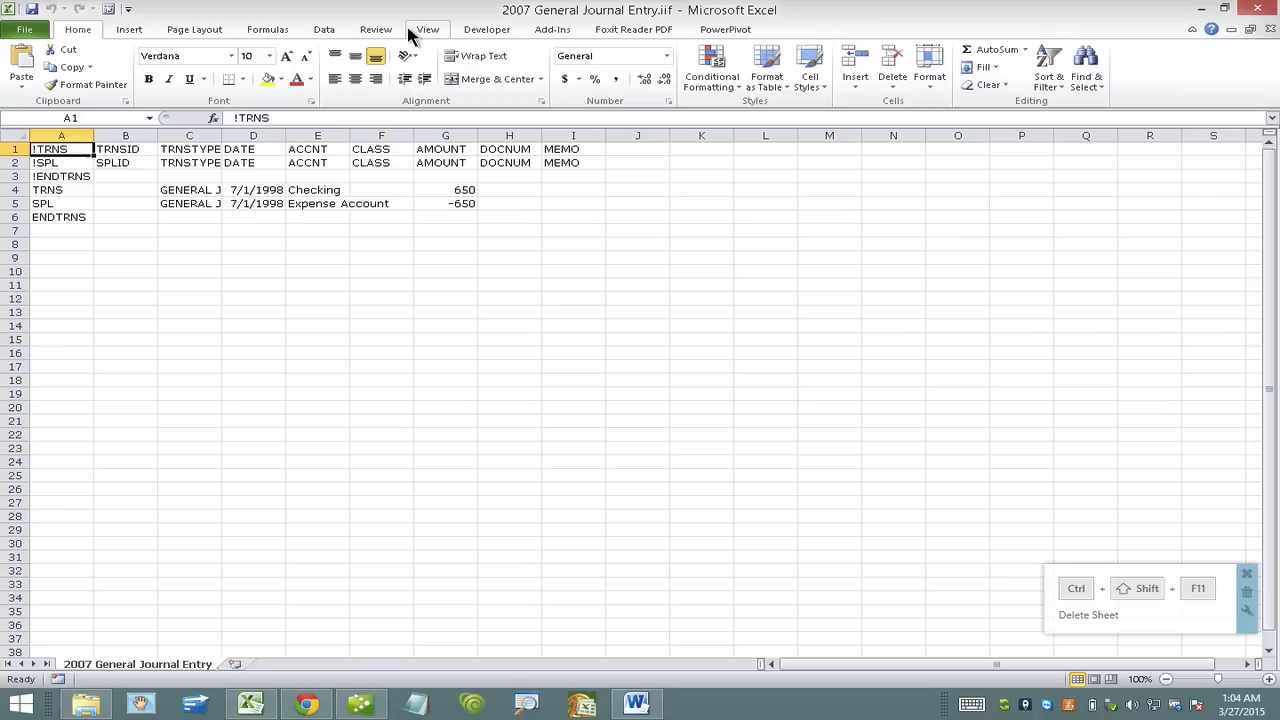 2007 General Journal Entry.iif - Microsoft Excel
File Home Insert Page Layout Formulas Data Review View Developer Add-Ins Foxit Reader PDF PowerPivot
Paste Cut Verdana 10 Wrap Text General Conditional Formatting Format as Table Cell Styles Insert Delete Format AutoSum Sort & Filter Find & Select
Copy Fill
Format Painter B I U A Merge & Center $ % , Clear
Clipboard Font Alignment Number Styles Cells Editing
A1 fx !TRNS
A B C D E F G H I J K L M N O P Q R S
1 !TRNS TRNSID TRNSTYPE DATE ACCNT CLASS AMOUNT DOCNUM MEMO
2 !SPL SPLID TRNSTYPE DATE ACCNT CLASS AMOUNT DOCNUM MEMO
3 !ENDTRNS
4 TRNS GENERAL J 7/1/1998 Checking 650
5 SPL GENERAL J 7/1/1998 Expense Account -650
6 ENDTRNS
7
8
9
10
11
12
13
14
15
16
17
18
19
20
21
22
23
24
25
26
27
28
29
30
31
32
33
34
35
36
37
38
Ctrl + Shift + F11
Delete Sheet
2007 General Journal Entry
Ready 100%
1:04 AM
3/27/2015